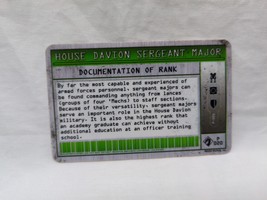 HOUSE DAVION SERGEANT MAJOR
DOCUMENTATION OF RANK
By far the most capable and experienced of
armed forces personnel, sergeant majors can
be found commanding anything from lances
(groups of four 'Mechs) to staff sections.
Because of their versatility, sergeant majors
serve an important role in the House Davion
military. It is also the highest rank that
an academy graduate can achieve without
additional education at an officer training
school.